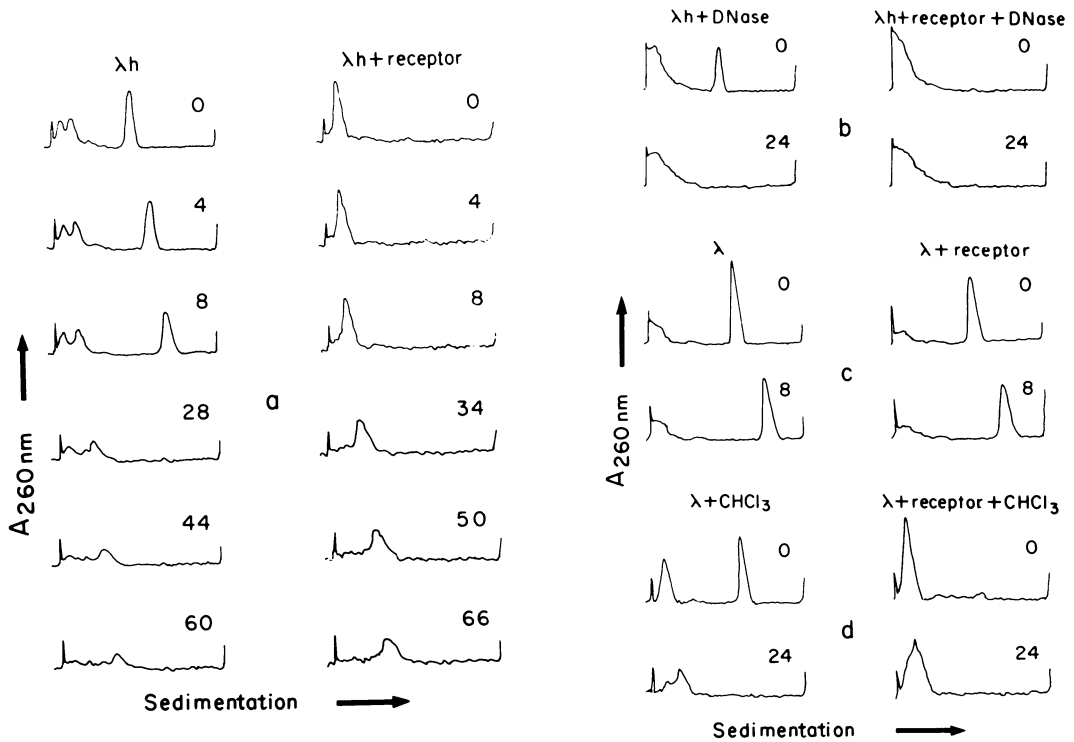 λh
λh + receptor
0
0
4
4
8
8
28
a
34
44
50
60
66
A260nm
Sedimentation
λh + DNase
λh + receptor + DNase
0
0
b
24
24
λ
λ + receptor
0
0
c
8
8
A260nm
λ + CHCl3
λ + receptor + CHCl3
0
0
d
24
24
Sedimentation